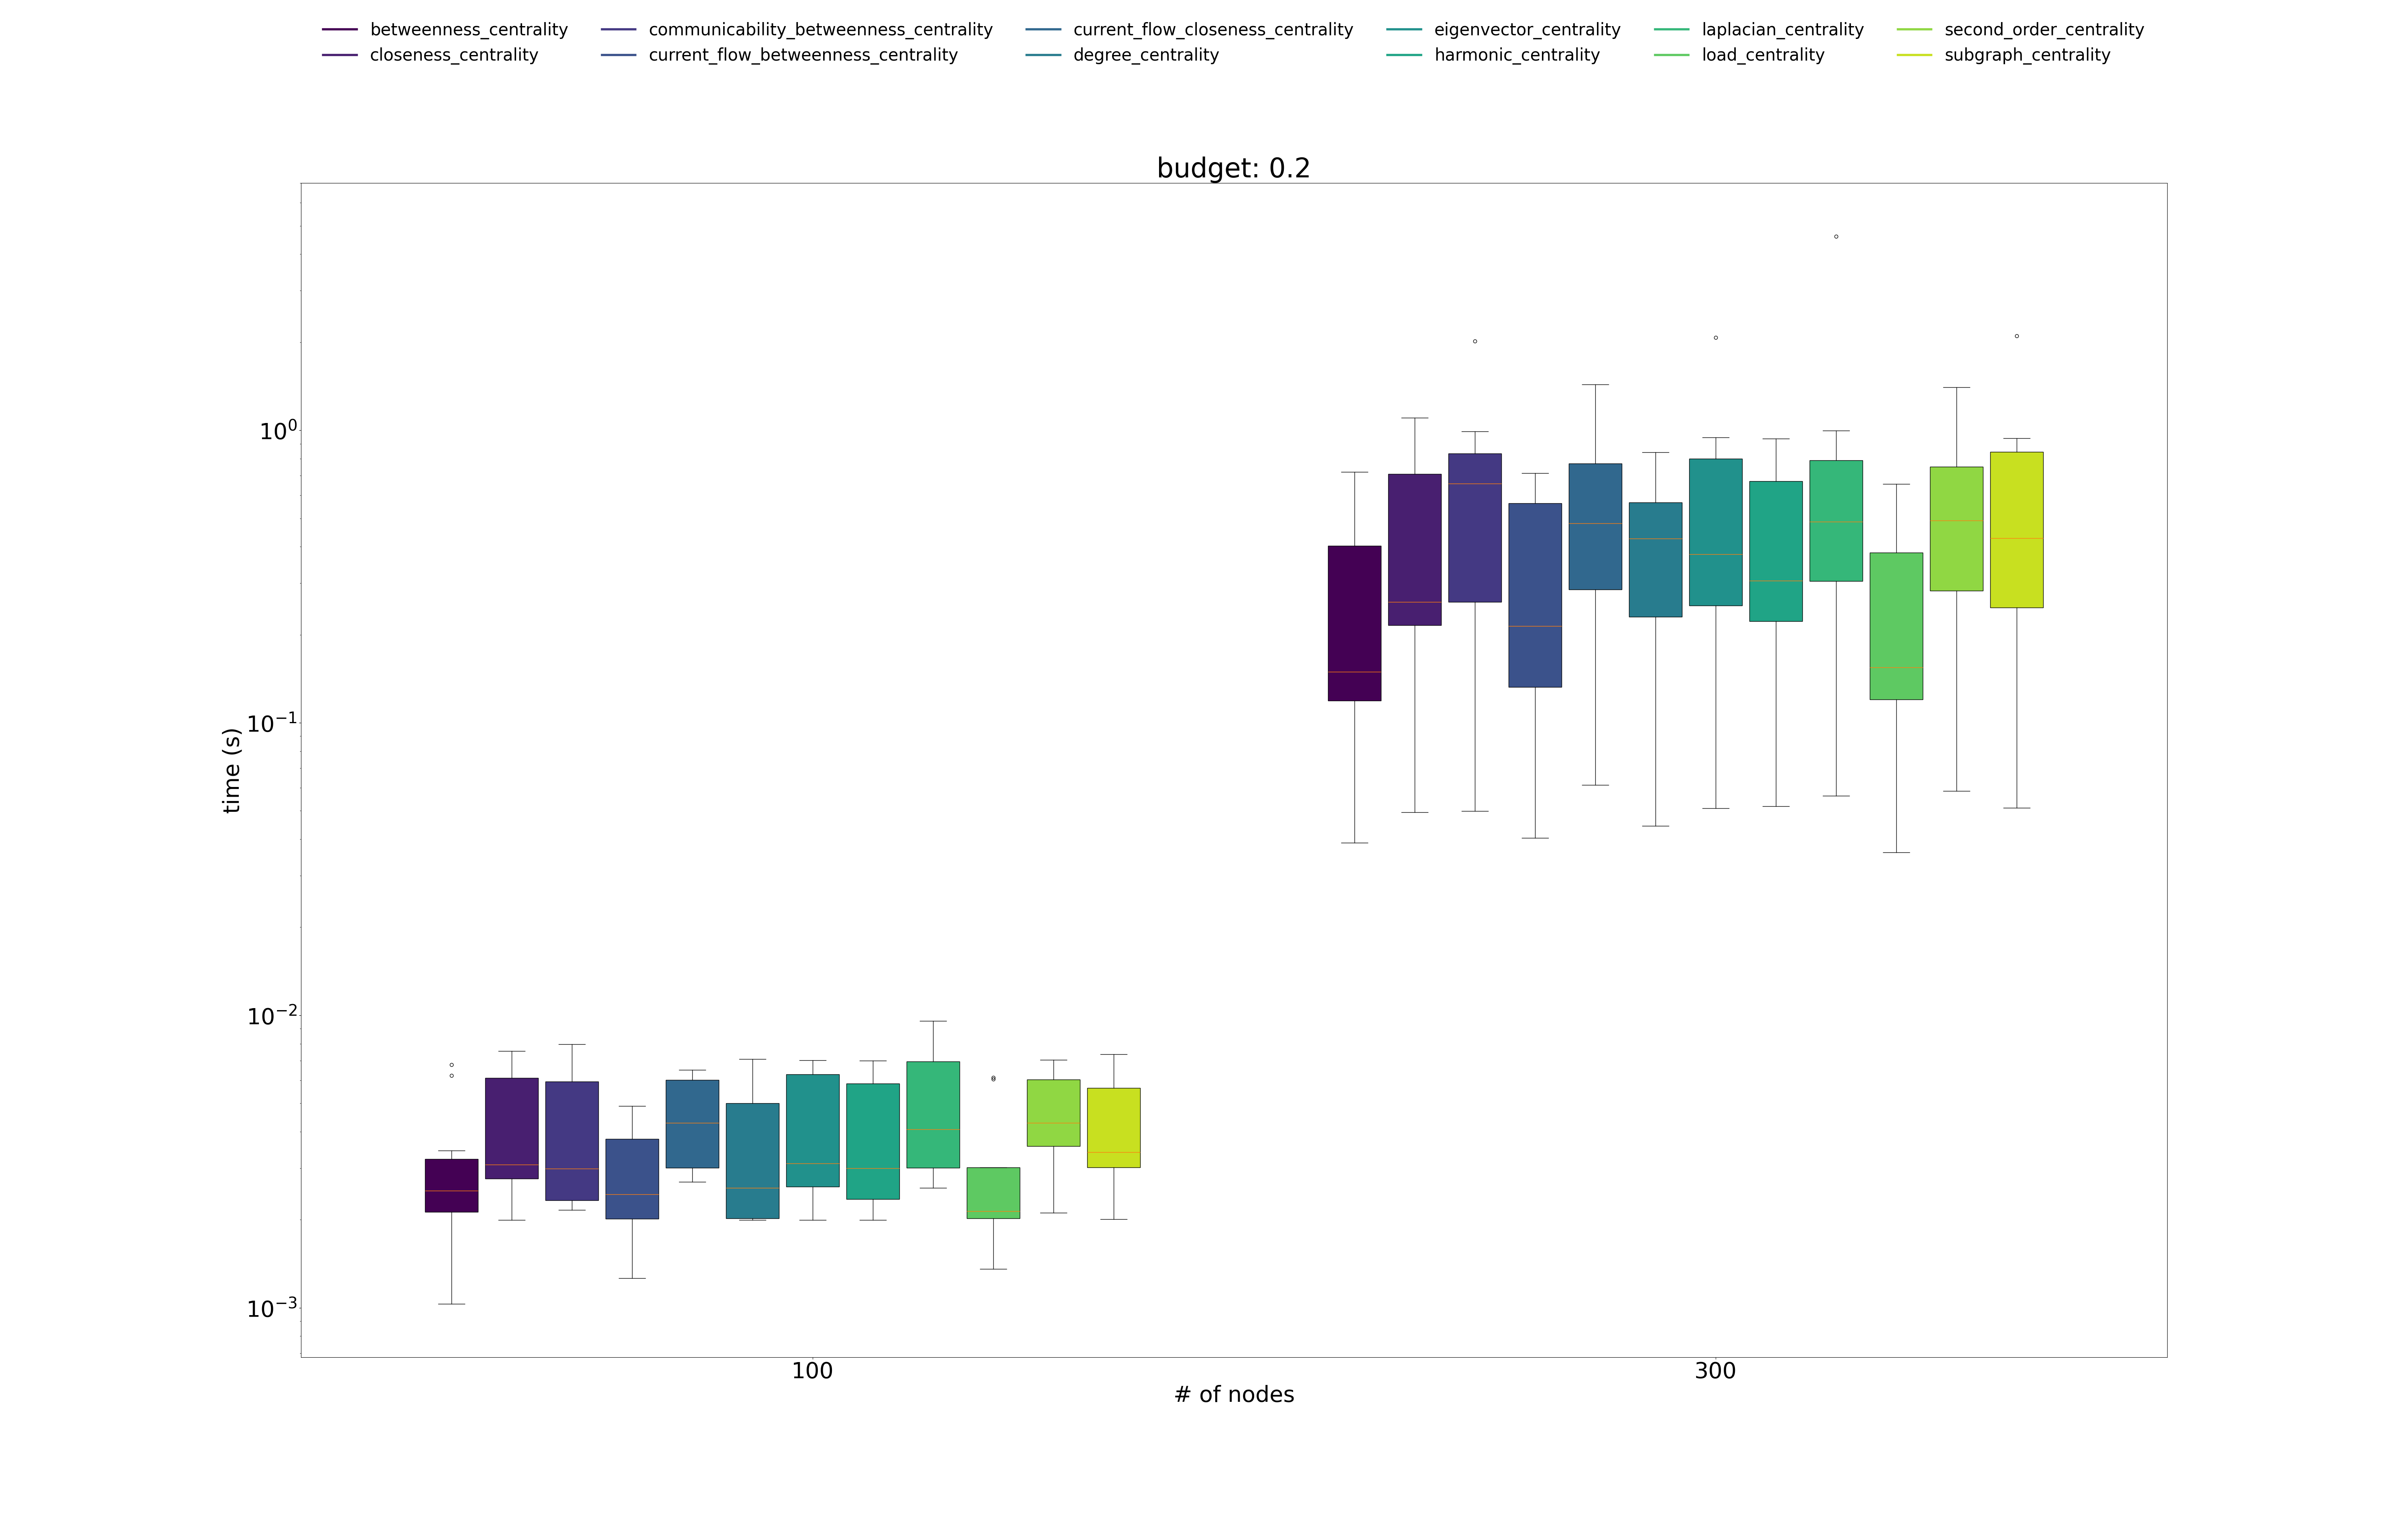 betweenness_centrality communicability_betweenness_centrality current_flow_closeness_centrality eigenvector_centrality laplacian_centrality second_order_centrality
closeness_centrality current_flow_betweenness_centrality degree_centrality harmonic_centrality load_centrality subgraph_centrality
budget: 0.2
10⁰
10⁻¹
time (s)
10⁻²
10⁻³
100 300
# of nodes